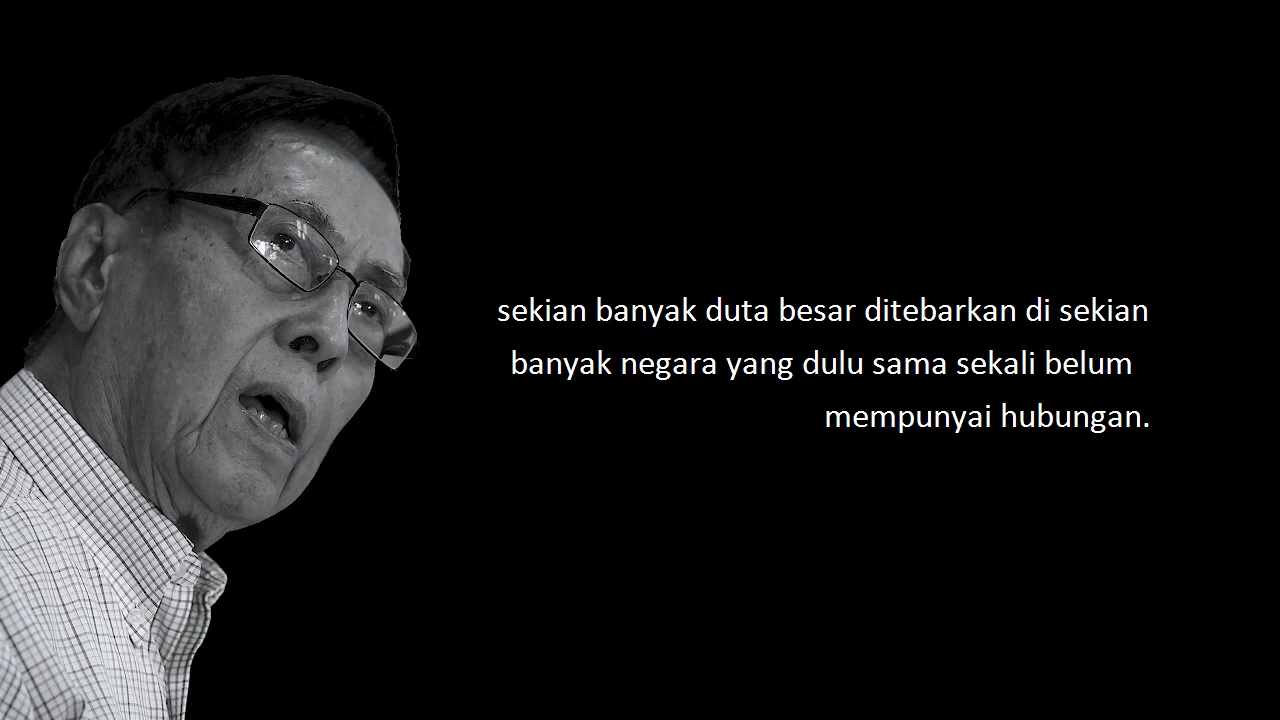 sekian banyak duta besar ditebarkan di sekian
banyak negara yang dulu sama sekali belum
mempunyai hubungan.